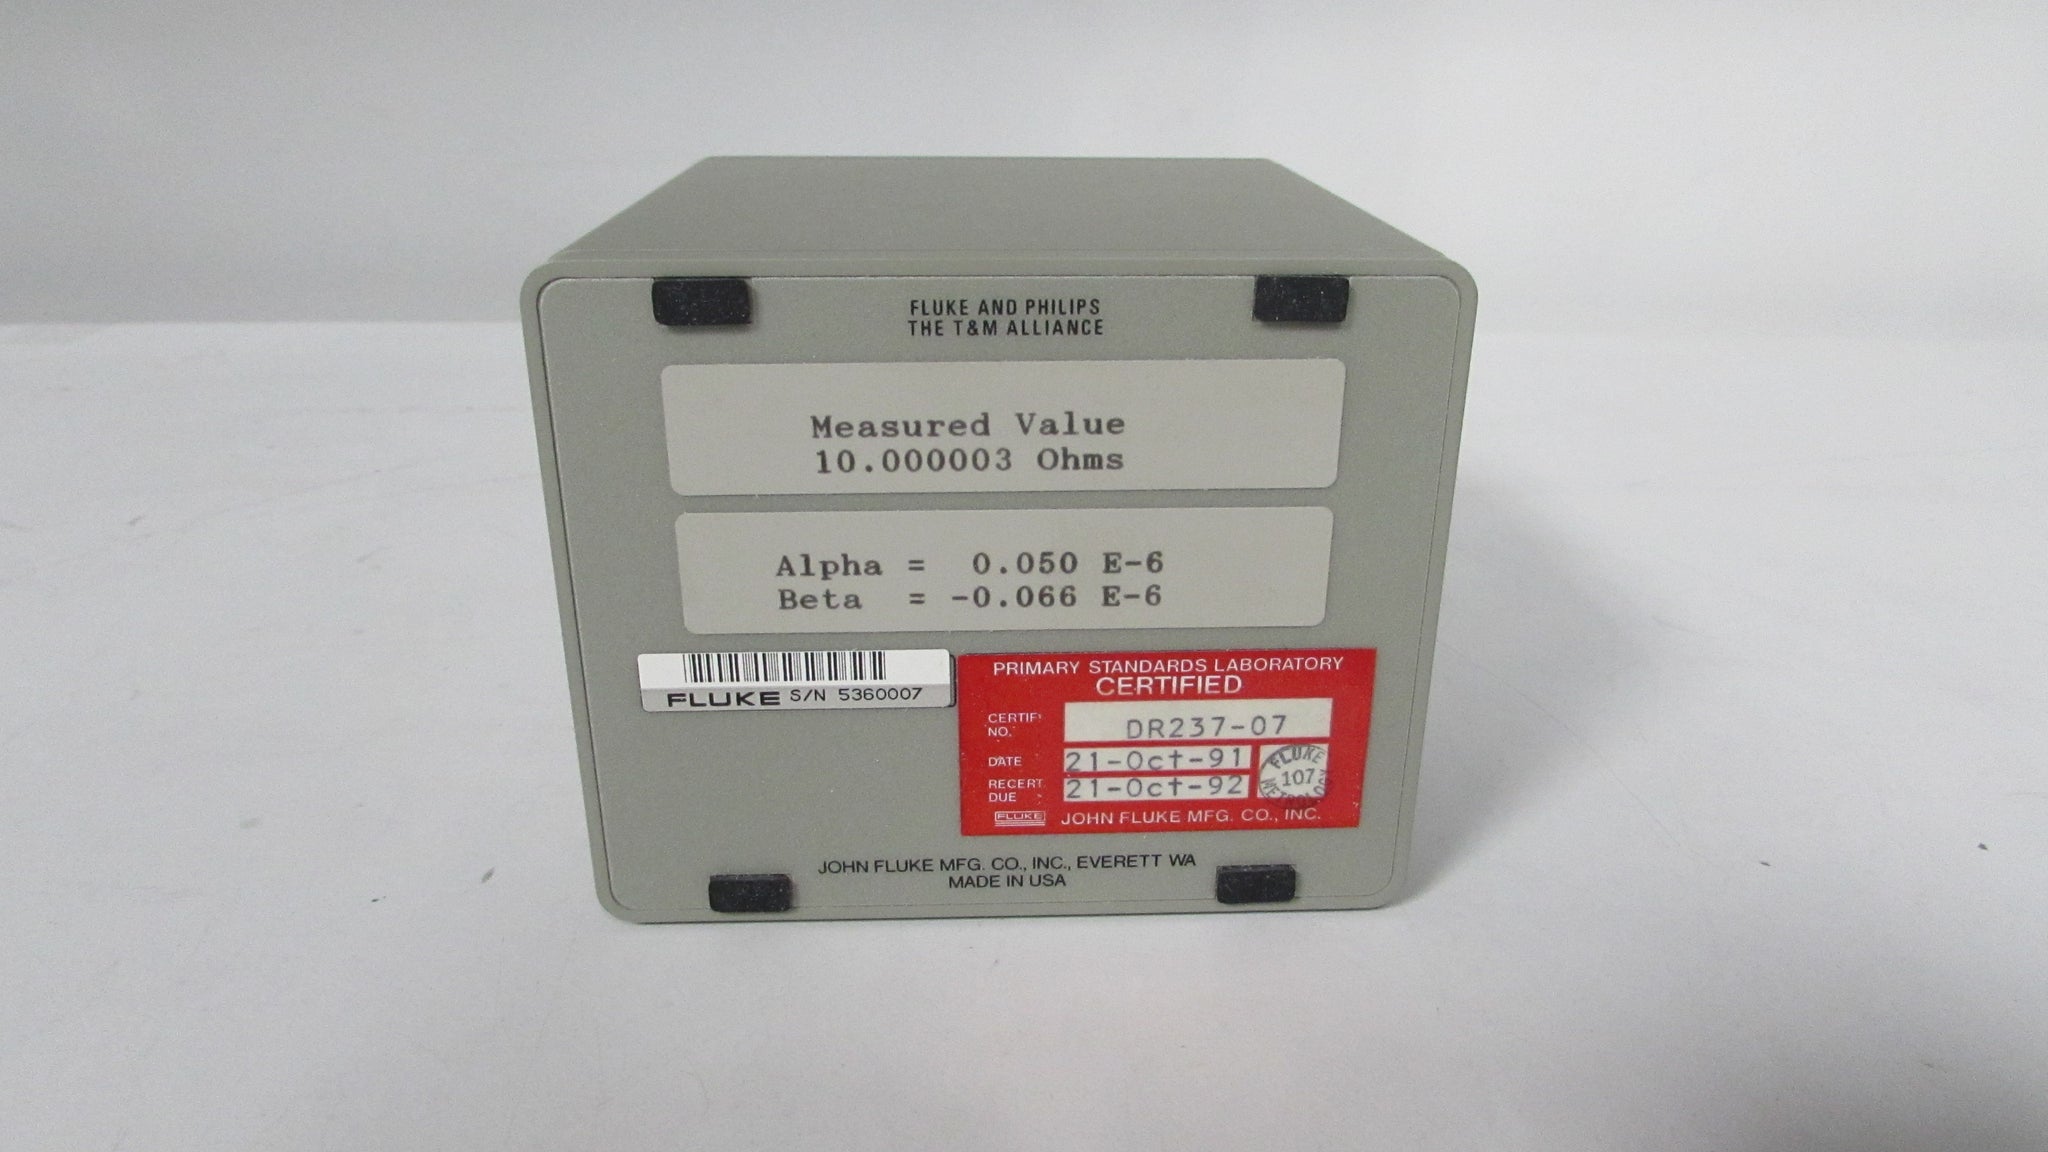 FLUKE AND PHILIPS
THE T&M ALLIANCE
Measured Value
10.000003 Ohms
Alpha = 0.050 E-6
Beta = -0.066 E-6
FLUKE S/N 5360007
PRIMARY STANDARDS LABORATORY
CERTIFIED
CERTIF
NO. DR237-07
DATE 21-Oct-91
RECERT
DUE 21-Oct-92
FLUKE
107
METROLOGY
FLUKE JOHN FLUKE MFG. CO., INC.
JOHN FLUKE MFG. CO., INC., EVERETT WA
MADE IN USA